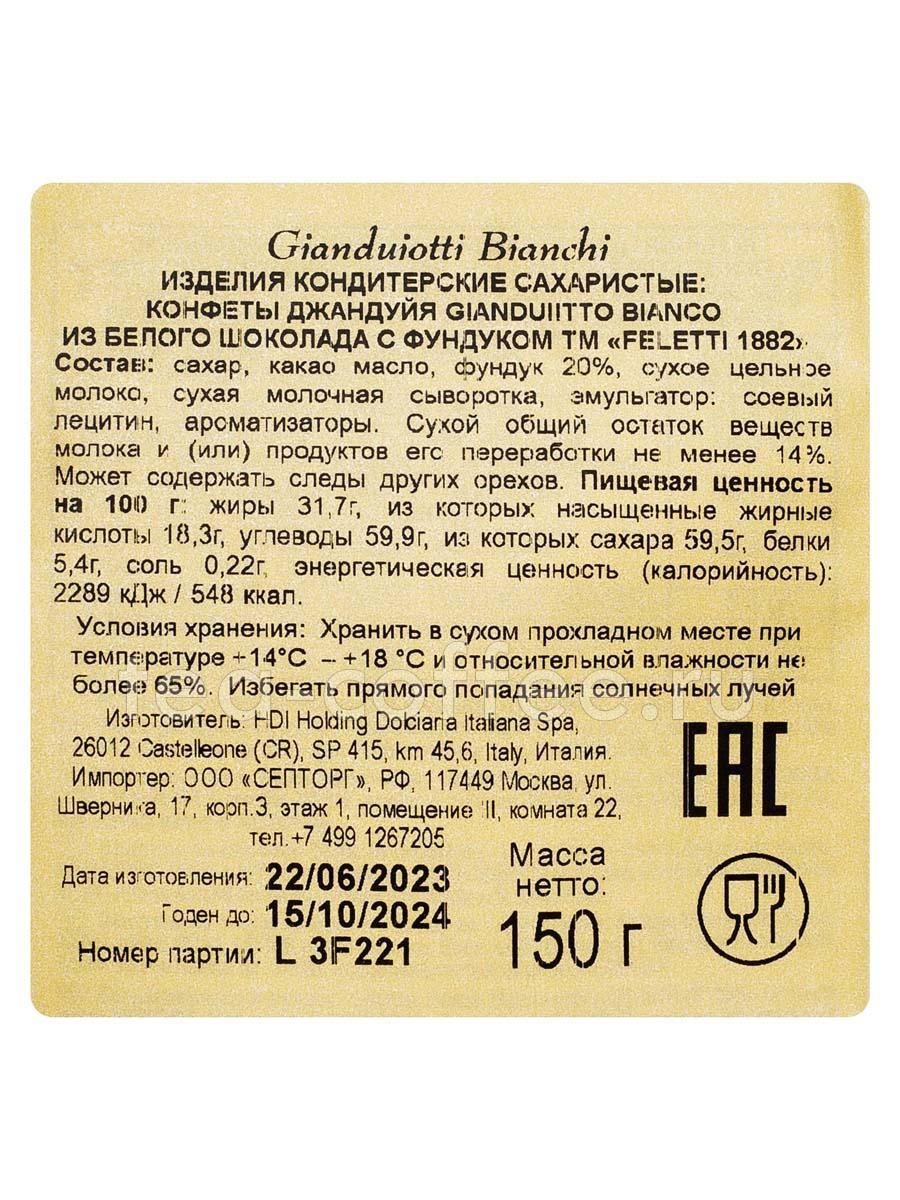 Gianduiotti Bianchi
ИЗДЕЛИЯ КОНДИТЕРСКИЕ САХАРИСТЫЕ:
КОНФЕТЫ ДЖАНДУЙЯ GIANDUIITTO BIANCO
ИЗ БЕЛОГО ШОКОЛАДА С ФУНДУКОМ ТМ «FELETTI 1882»
Состав: сахар, какао масло, фундук 20%, сухое цельное
молоко, сухая молочная сыворотка, эмульгатор: соевый
лецитин, ароматизаторы. Сухой общий остаток веществ
молока и (или) продуктов его переработки не менее 14%.
Может содержать следы других орехов. Пищевая ценность
на 100 г: жиры 31,7г, из которых насыщенные жирные
кислоты 18,3г, углеводы 59,9г, из которых сахара 59,5г, белки
5,4г, соль 0,22г, энергетическая ценность (калорийность):
2289 кДж / 548 ккал.
Условия хранения: Хранить в сухом прохладном месте при
температуре +14°C – +18 °C и относительной влажности не
более 65%. Избегать прямого попадания солнечных лучей
tea-coffee.ru
Изготовитель: HDI Holding Dolciaria Italiana Spa,
26012 Castelleone (CR), SP 415, km 45,6, Italy, Италия.
Импортер: ООО «СЕПТОРГ», РФ, 117449 Москва, ул.
Шверника, 17, корп.3, этаж 1, помещение II, комната 22,
тел.+7 499 1267205
EAC
Дата изготовления: 22/06/2023
Годен до: 15/10/2024
Номер партии: L 3F221
Масса
нетто:
150 г